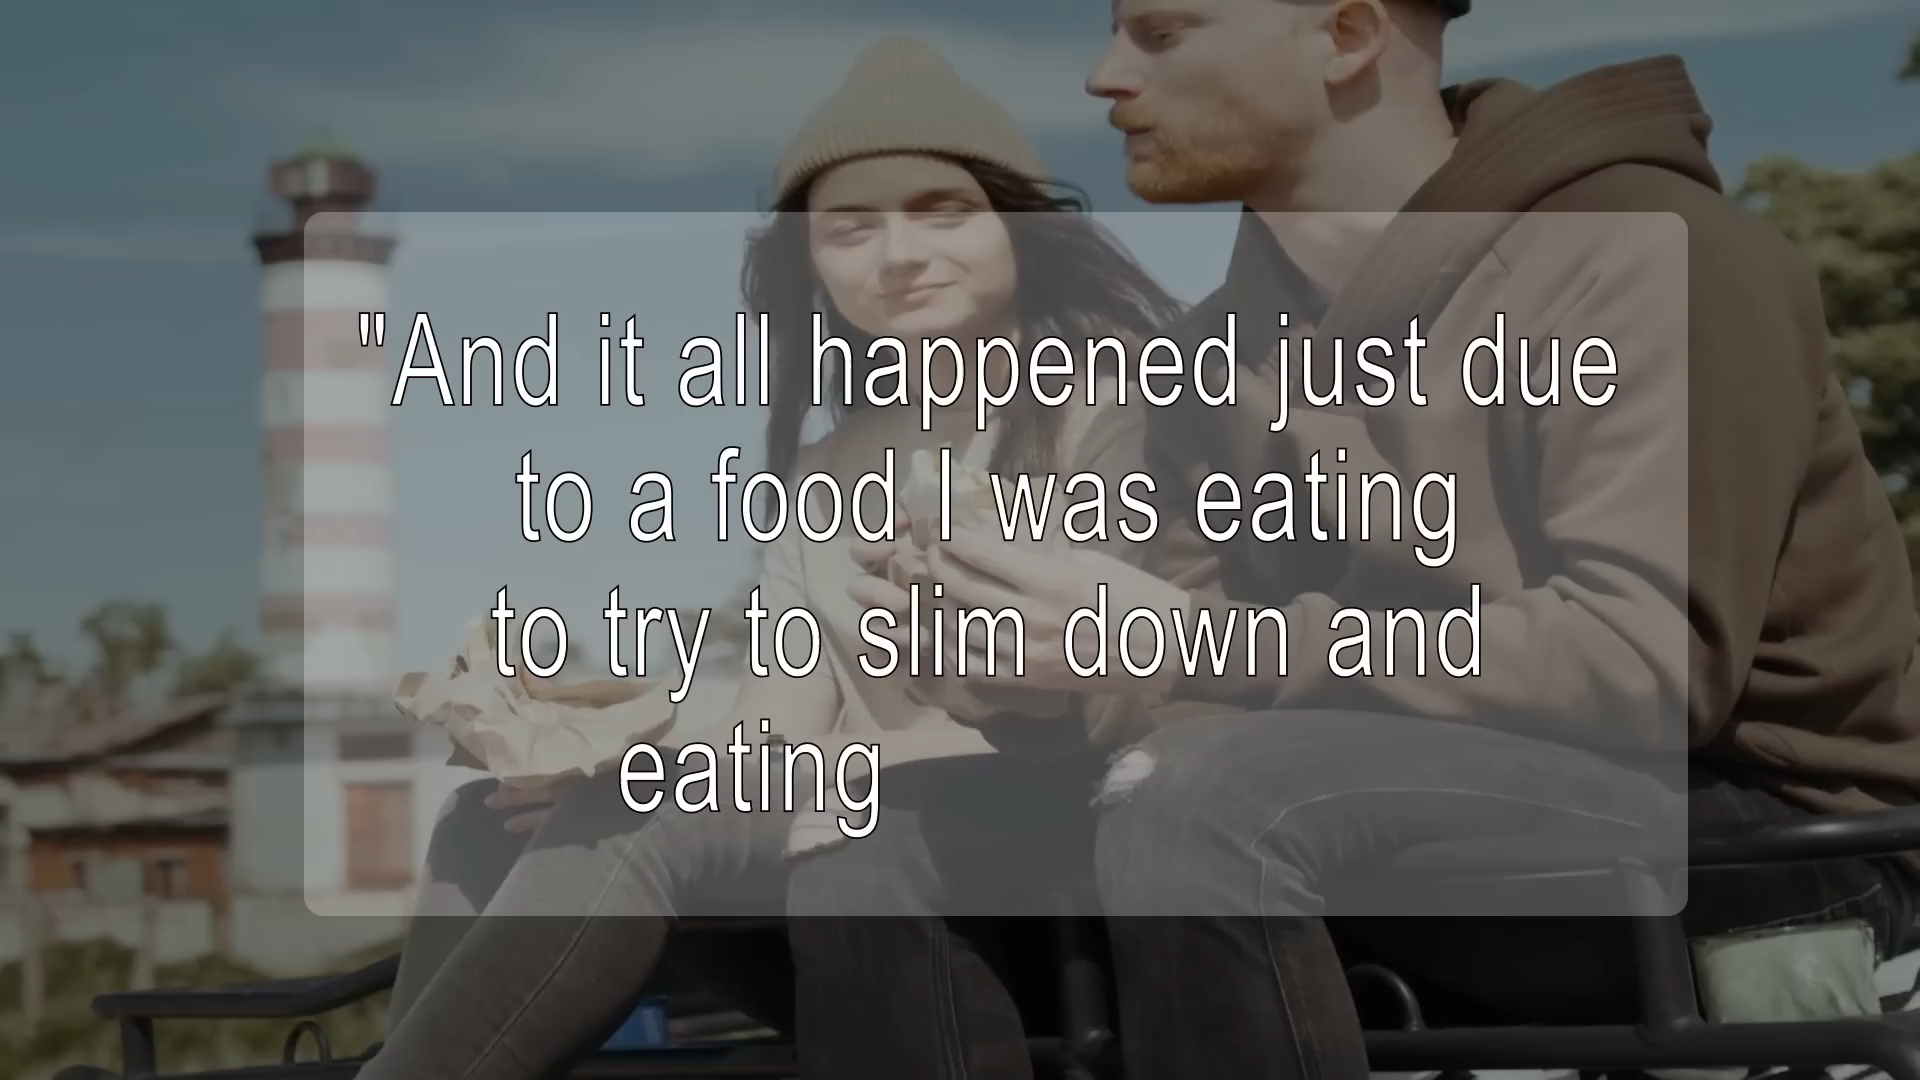 "And it all happened just due
to a food I was eating
to try to slim down and
eating